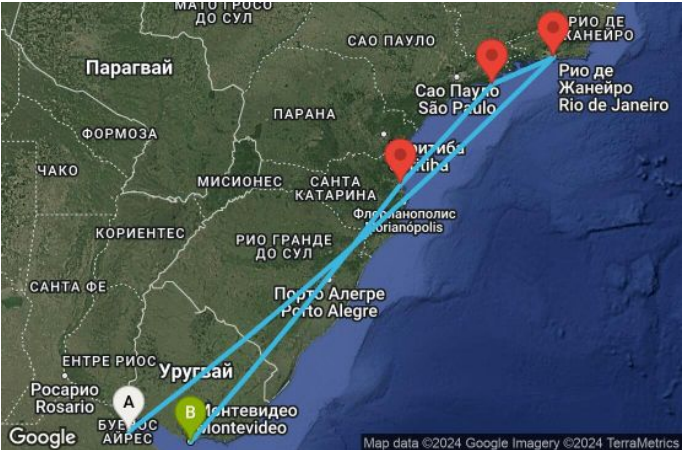 МАТО ГРОСО
ДО СУЛ
РИО ДЕ
ЖАНЕЙРО
САО ПАУЛО
Парагвай
Сао Пауло
São Paulo
Рио де
Жанейро
Rio de Janeiro
ПАРАНА
ФОРМОЗА
ЧАКО
МИСИОНЕС
САНТА
КАТАРИНА
Флорианополис
Florianópolis
КОРИЕНТЕС
РИО ГРАНДЕ
ДО СУЛ
САНТА ФЕ
Порто Алегре
Porto Alegre
ЕНТРЕ РИОС
Уругвай
Росарио
Rosario
A
B
БУЕНОС
АЙРЕС
Монтевидео
Montevideo
Google
Map data ©2024 Google Imagery ©2024 TerraMetrics